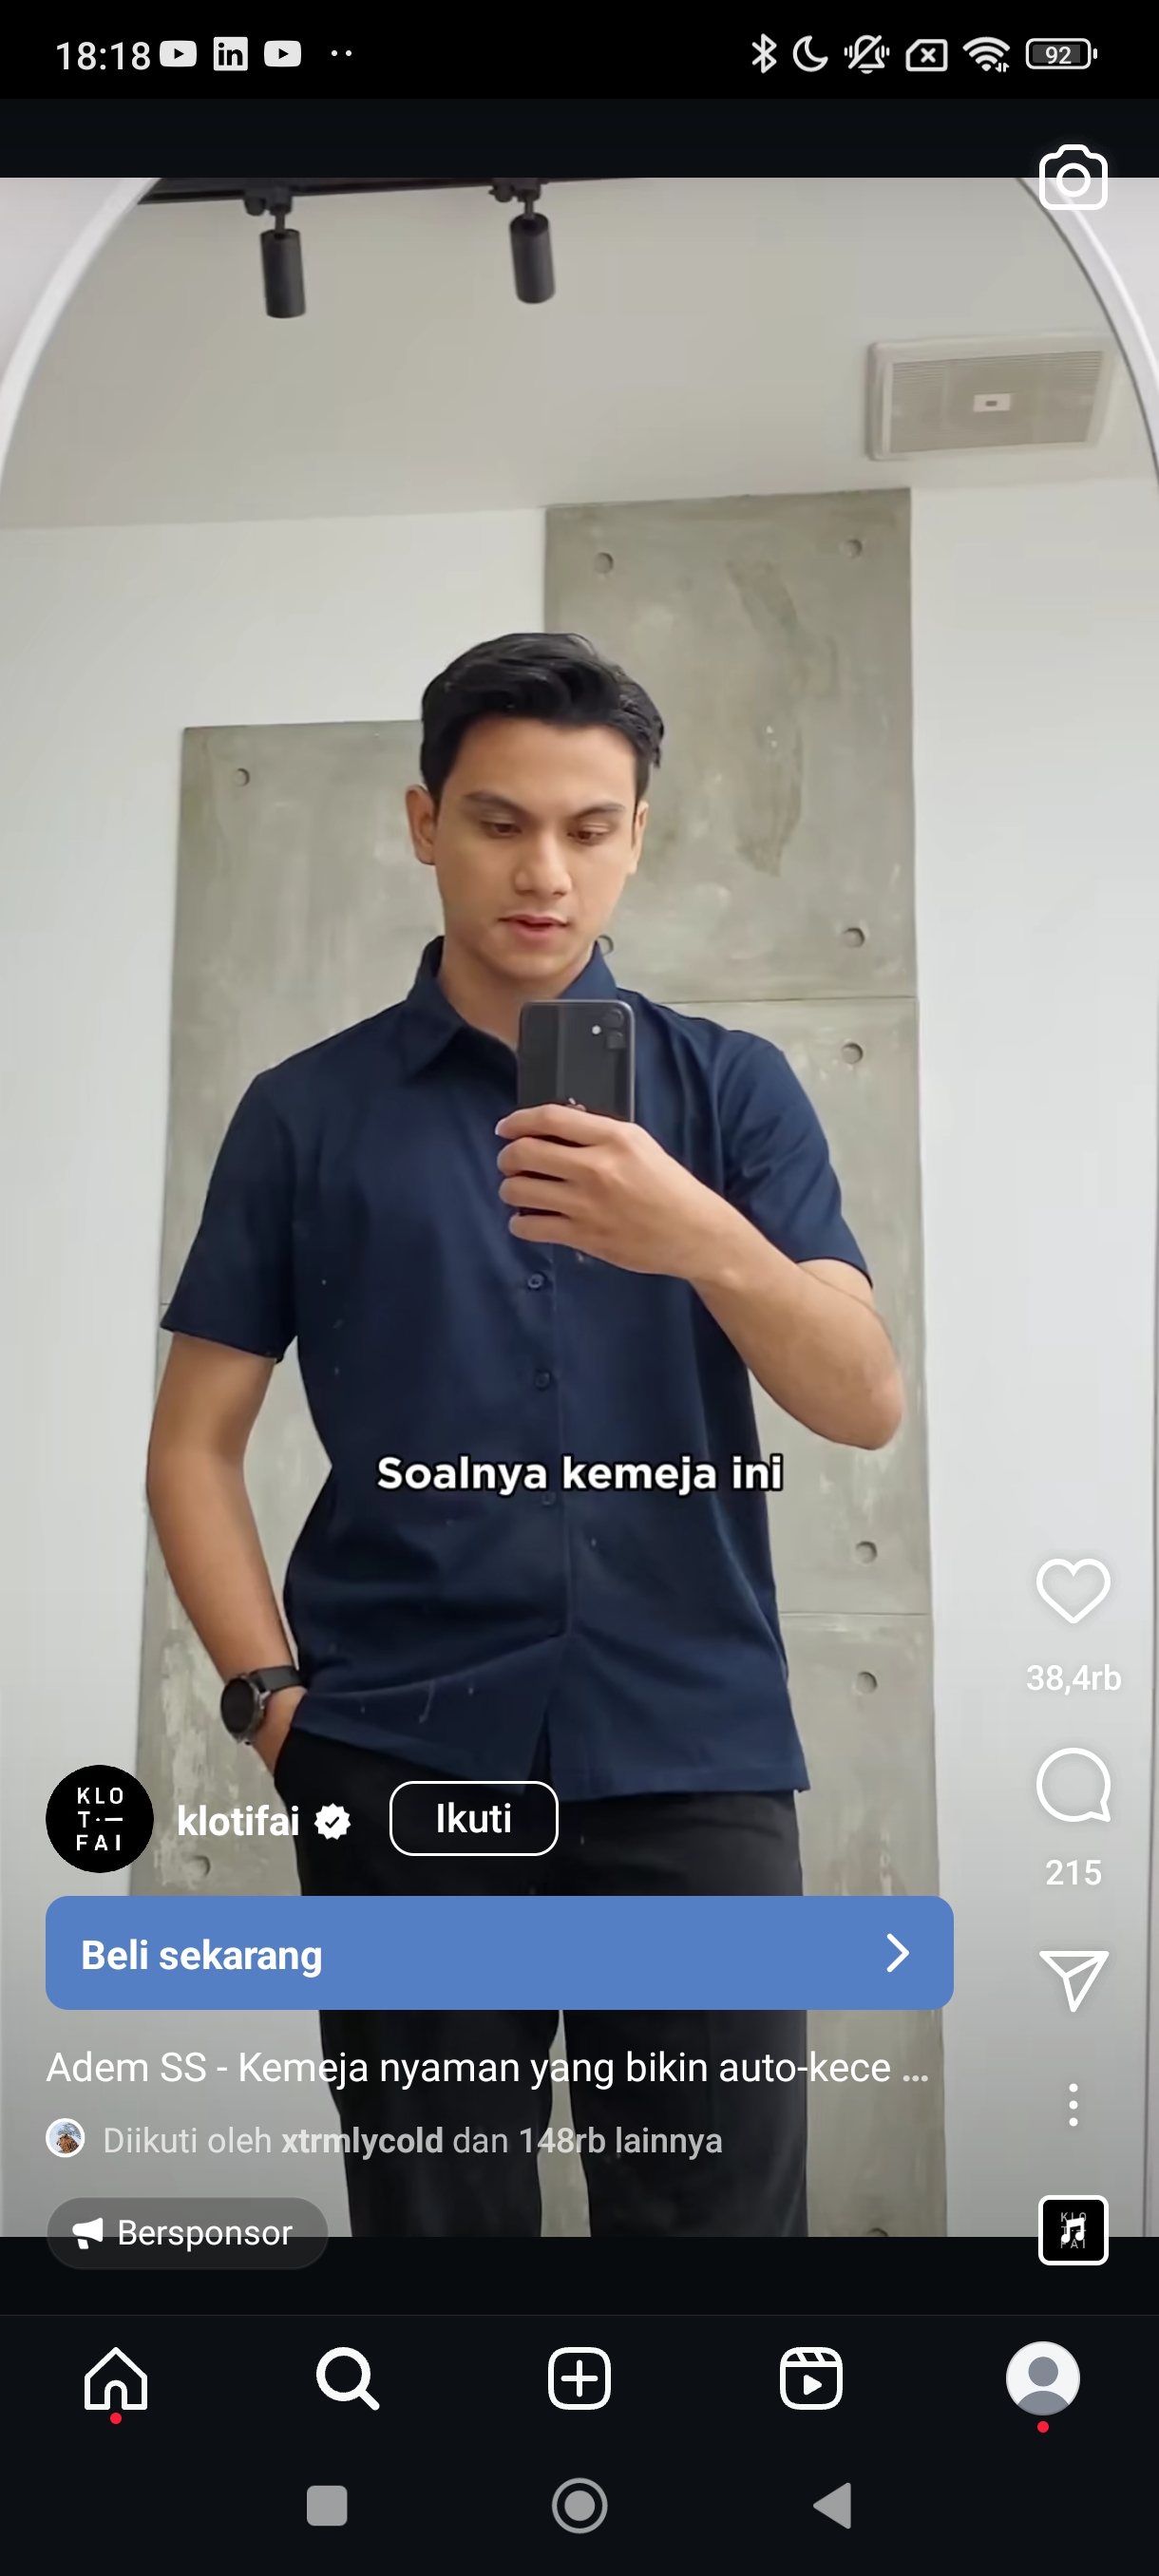 18:18
92
Soalnya kemeja ini
38,4rb
KLO
T·—
FAI
klotifai
Ikuti
215
Beli sekarang
Adem SS - Kemeja nyaman yang bikin auto-kece ...
Diikuti oleh xtrmlycold dan 148rb lainnya
Bersponsor